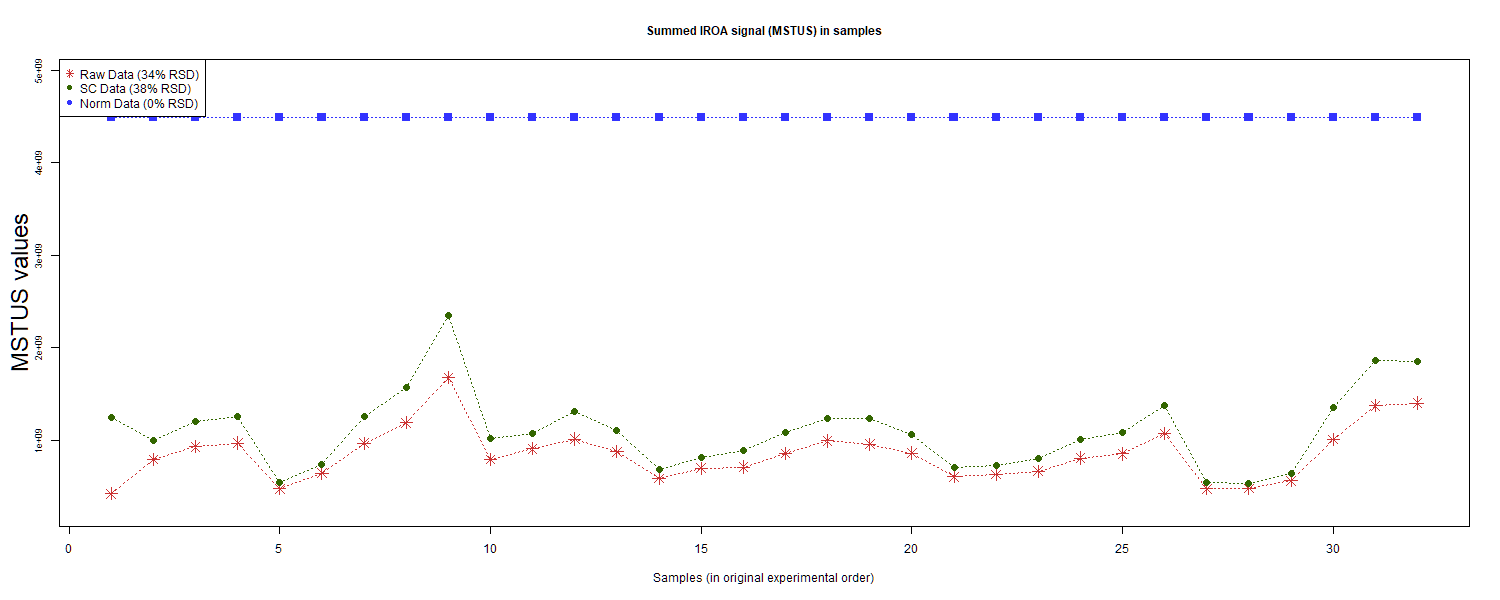 Summed IROA signal (MSTUS) in samples
Raw Data (34% RSD)
SC Data (38% RSD)
Norm Data (0% RSD)
MSTUS values
5e+09
4e+09
3e+09
2e+09
1e+09
0 5 10 15 20 25 30
Samples (in original experimental order)